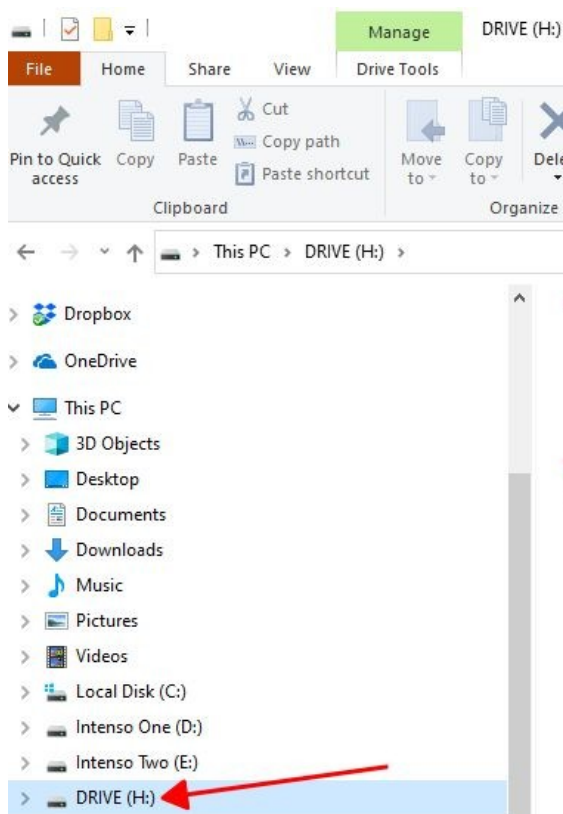 Manage DRIVE (H:)
File Home Share View Drive Tools
Cut
Copy path
Paste shortcut
Pin to Quick access
Copy
Paste
Move to
Copy to
Clipboard
Organize
This PC > DRIVE (H:) >
Dropbox
OneDrive
This PC
3D Objects
Desktop
Documents
Downloads
Music
Pictures
Videos
Local Disk (C:)
Intenso One (D:)
Intenso Two (E:)
DRIVE (H:)